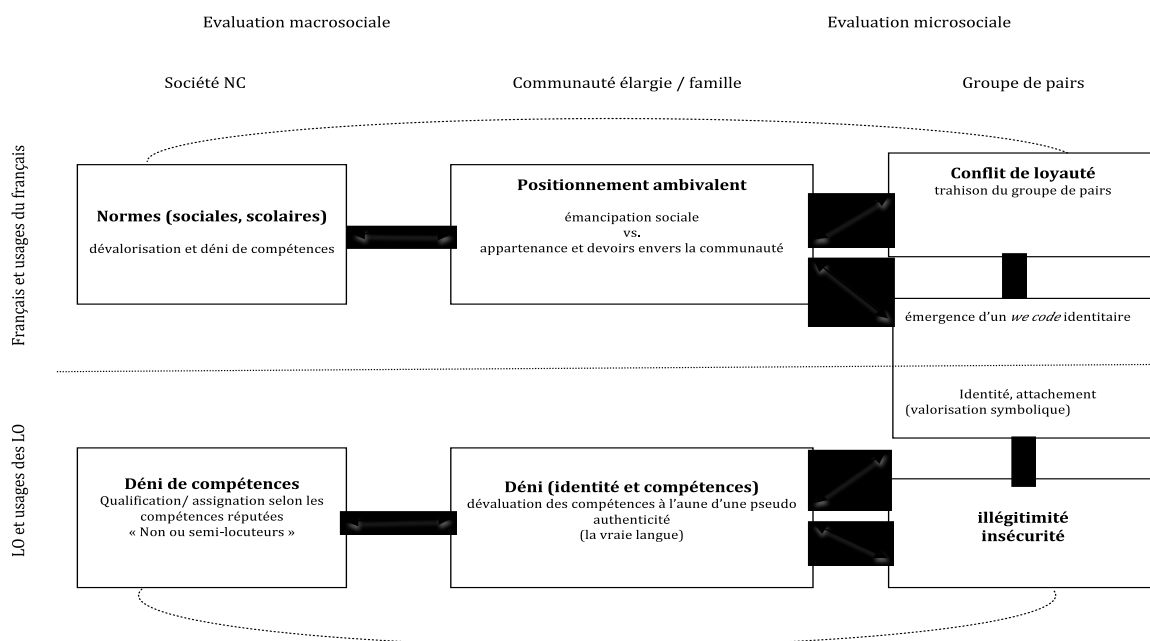 Evaluation macrosociale
Evaluation microsociale
Société NC
Communauté élargie / famille
Groupe de pairs
Français et usages du français
Normes (sociales, scolaires)
dévalorisation et déni de compétences
Positionnement ambivalent
émancipation sociale
vs.
appartenance et devoirs envers la communauté
Conflit de loyauté
trahison du groupe de pairs
émergence d’un we code identitaire
Identité, attachement
(valorisation symbolique)
LO et usages des LO
Déni de compétences
Qualification/ assignation selon les
compétences réputées
« Non ou semi-locuteurs »
Déni (identité et compétences)
dévaluation des compétences à l’aune d’une pseudo
authenticité
(la vraie langue)
illégitimité
insécurité